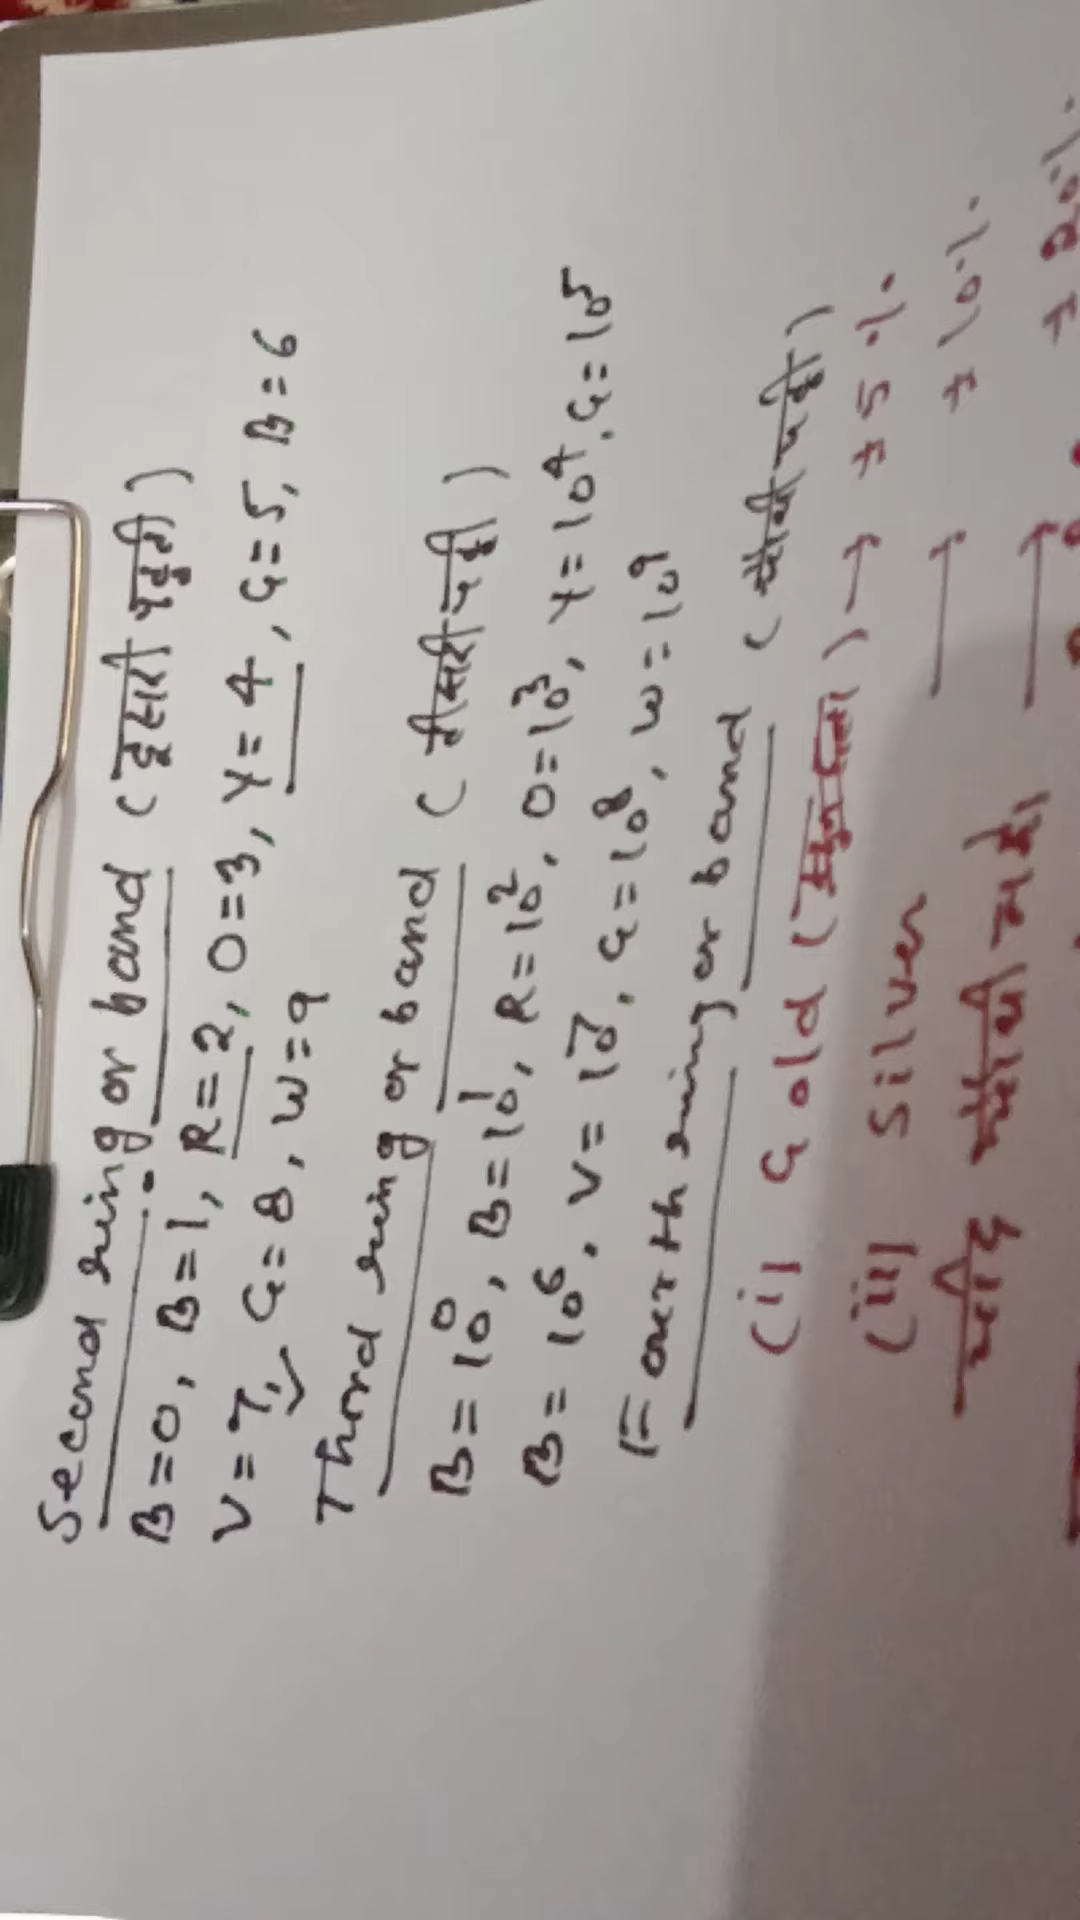 Second ring or band (दूसरी पट्टी)
B=0, B=1, R=2, O=3, Y=4, G=5, B=6
V=7, G=8, W=9
Third ring or band (तीसरी पट्टी)
B=10⁰, B=10¹, R=10², O=10³, Y=10⁴, G=10⁵
B=10⁶, V=10⁷, G=10⁸, W=10⁹
Fourth ring or band (चौथी पट्टी)
(i) Gold ( ) → ± 5%
(ii) Silver → ± 10%
यदि चौथी → ± 20%